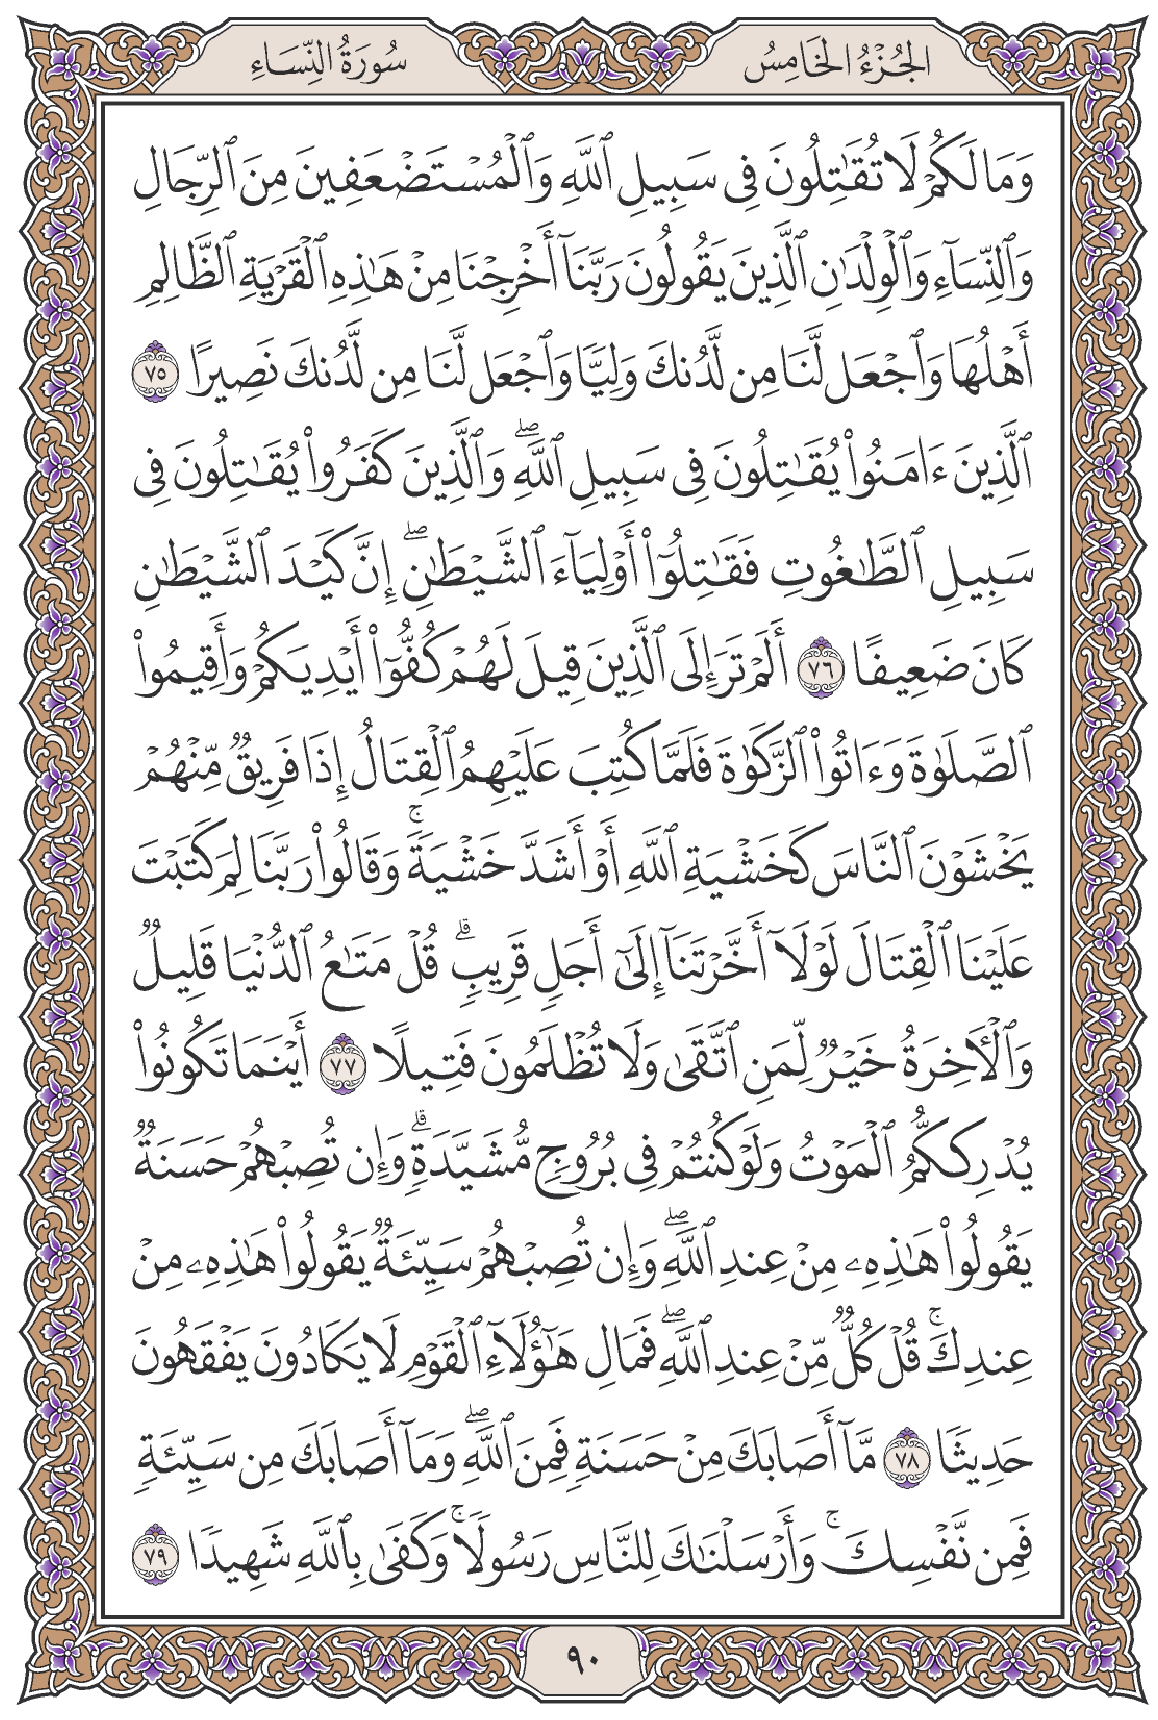 الجُزْءُ الخَامِسُ
سُورَةُ النِّسَاءِ
وَمَا لَكُمْ لَا تُقَٰتِلُونَ فِى سَبِيلِ ٱللَّهِ وَٱلْمُسْتَضْعَفِينَ مِنَ ٱلرِّجَالِ
وَٱلنِّسَآءِ وَٱلْوِلْدَٰنِ ٱلَّذِينَ يَقُولُونَ رَبَّنَآ أَخْرِجْنَا مِنْ هَٰذِهِ ٱلْقَرْيَةِ ٱلظَّالِمِ
أَهْلُهَا وَٱجْعَل لَّنَا مِن لَّدُنكَ وَلِيًّا وَٱجْعَل لَّنَا مِن لَّدُنكَ نَصِيرًا ٧٥
ٱلَّذِينَ ءَامَنُوا۟ يُقَٰتِلُونَ فِى سَبِيلِ ٱللَّهِۖ وَٱلَّذِينَ كَفَرُوا۟ يُقَٰتِلُونَ فِى
سَبِيلِ ٱلطَّٰغُوتِ فَقَٰتِلُوٓا۟ أَوْلِيَآءَ ٱلشَّيْطَٰنِۖ إِنَّ كَيْدَ ٱلشَّيْطَٰنِ
كَانَ ضَعِيفًا ٧٦ أَلَمْ تَرَ إِلَى ٱلَّذِينَ قِيلَ لَهُمْ كُفُّوٓا۟ أَيْدِيَكُمْ وَأَقِيمُوا۟
ٱلصَّلَوٰةَ وَءَاتُوا۟ ٱلزَّكَوٰةَ فَلَمَّا كُتِبَ عَلَيْهِمُ ٱلْقِتَالُ إِذَا فَرِيقٌ مِّنْهُمْ
يَخْشَوْنَ ٱلنَّاسَ كَخَشْيَةِ ٱللَّهِ أَوْ أَشَدَّ خَشْيَةًۚ وَقَالُوا۟ رَبَّنَا لِمَ كَتَبْتَ
عَلَيْنَا ٱلْقِتَالَ لَوْلَآ أَخَّرْتَنَآ إِلَىٰٓ أَجَلٍ قَرِيبٍۗ قُلْ مَتَٰعُ ٱلدُّنْيَا قَلِيلٌ
وَٱلْأَخِرَةُ خَيْرٌ لِّمَنِ ٱتَّقَىٰ وَلَا تُظْلَمُونَ فَتِيلًا ٧٧ أَيْنَمَا تَكُونُوا۟
يُدْرِككُّمُ ٱلْمَوْتُ وَلَوْ كُنتُمْ فِى بُرُوجٍ مُّشَيَّدَةٍۗ وَإِن تُصِبْهُمْ حَسَنَةٌ
يَقُولُوا۟ هَٰذِهِۦ مِنْ عِندِ ٱللَّهِۖ وَإِن تُصِبْهُمْ سَيِّئَةٌ يَقُولُوا۟ هَٰذِهِۦ مِنْ
عِندِكَۚ قُلْ كُلٌّ مِّنْ عِندِ ٱللَّهِۖ فَمَالِ هَٰٓؤُلَآءِ ٱلْقَوْمِ لَا يَكَادُونَ يَفْقَهُونَ
حَدِيثًا ٧٨ مَّآ أَصَابَكَ مِنْ حَسَنَةٍ فَمِنَ ٱللَّهِۖ وَمَآ أَصَابَكَ مِن سَيِّئَةٍ
فَمِن نَّفْسِكَۚ وَأَرْسَلْنَٰكَ لِلنَّاسِ رَسُولًاۚ وَكَفَىٰ بِٱللَّهِ شَهِيدًا ٧٩
٩٠